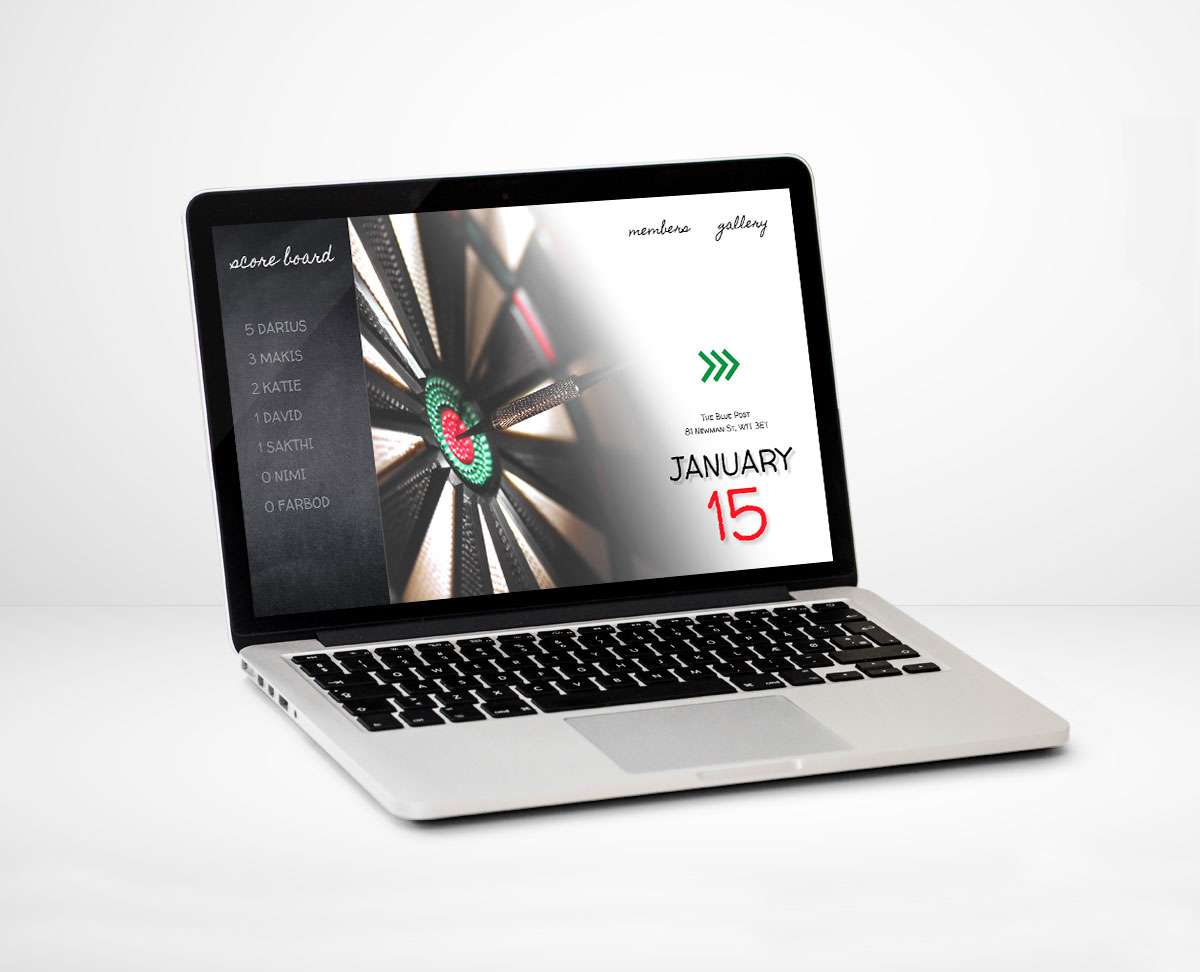 score board
5 DARIUS
3 MAKIS
2 KATIE
1 DAVID
1 SAKTHI
0 NIMI
0 FARBOD
members gallery
The Blue Post
81 Newman St, W1T 3ET
JANUARY
15